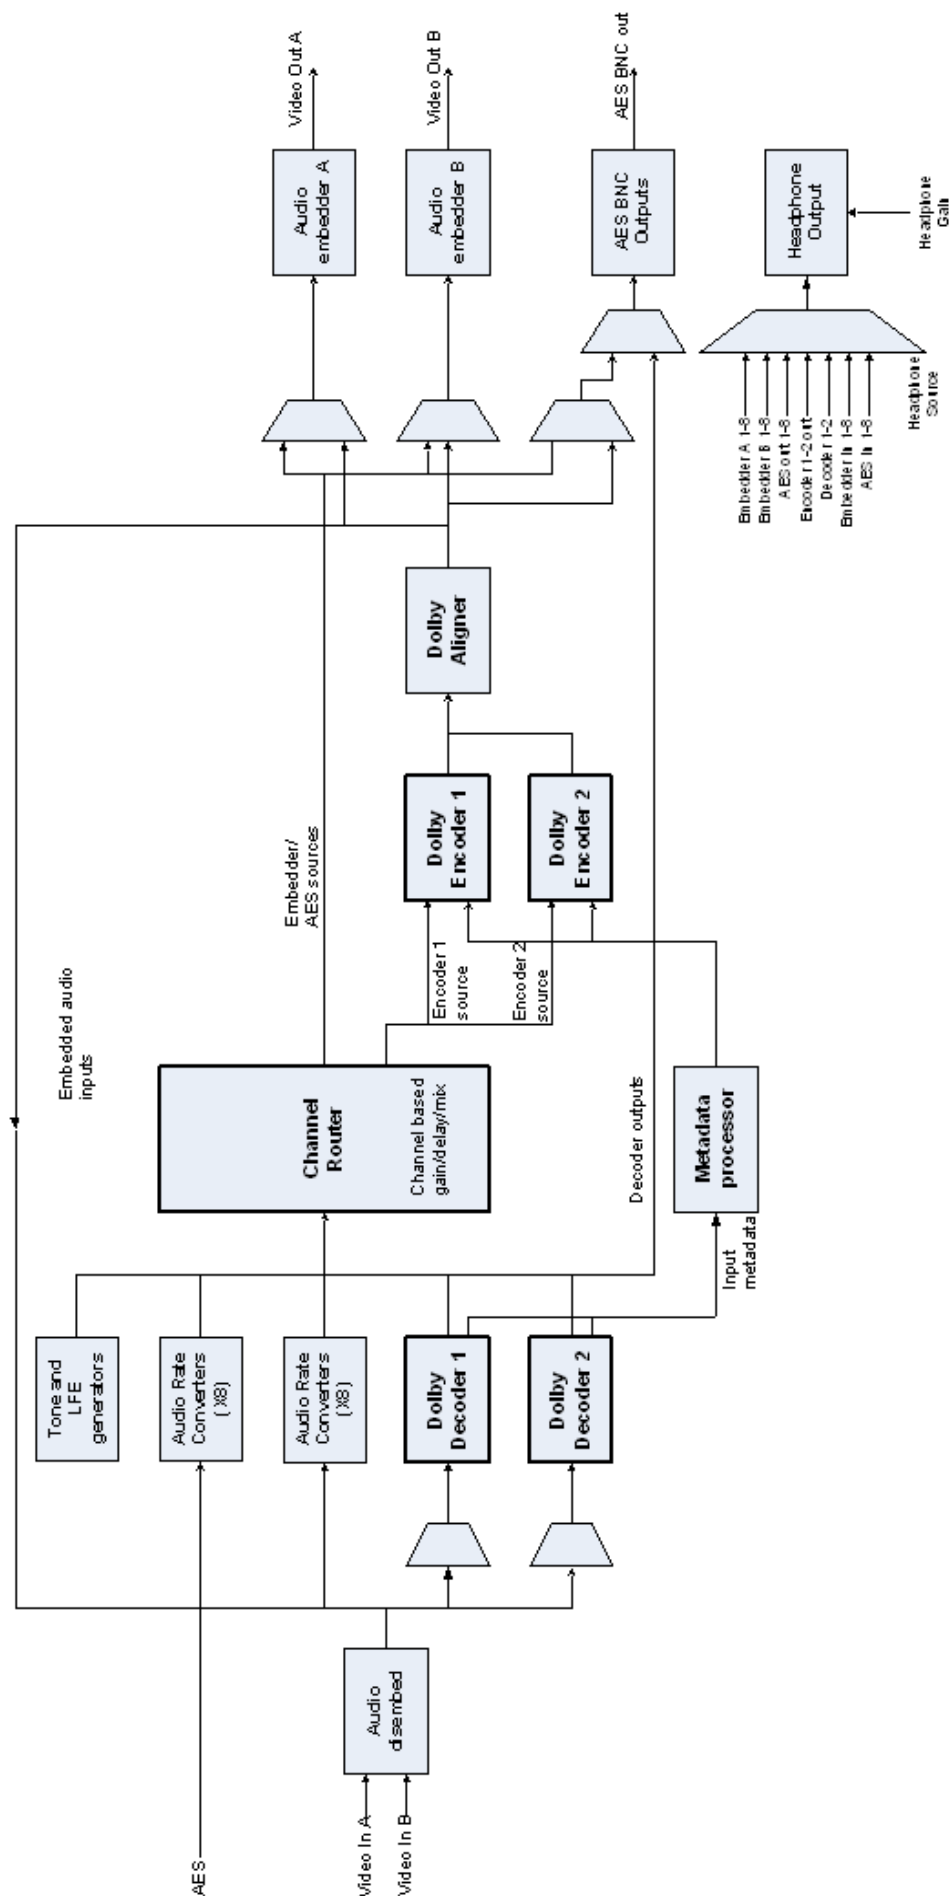 AES
Video In A
Video In B
Audio
disembed
Tone and
LFE
generators
Audio Rate
Converters
(X8)
Audio Rate
Converters
(X8)
Dolby
Decoder 1
Dolby
Decoder 2
Embedded audio
inputs
Channel
Router
Channel based
gain/delay/mix
Decoder outputs
Input
metadata
Metadata
processor
Embedder/
AES sources
Encoder 1
source
Encoder 2
source
Dolby
Encoder 1
Dolby
Encoder 2
Dolby
Aligner
Audio
embedder A
Video Out A
Audio
embedder B
Video Out B
AES BNC
Outputs
AES BNC out
Embedder A 1-8
Embedder B 1-8
AES out 1-8
Encoder 1-2 out
Decoder 1-2
Embedder In 1-8
AES In 1-8
Headphone
Source
Headphone
Output
Headphone
Gain